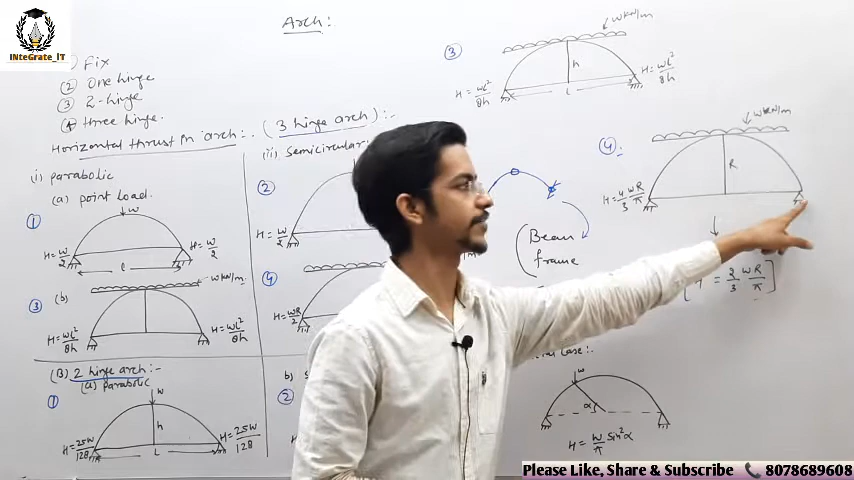 INteGrate_iT
Arch:
Fix
(2) One hinge
(3) 2-hinge
(4) three hinge.
Horizontal thrust in arch:. (3 hinge arch):
(i) parabolic
(a) point load.
(1)
w
H = W/2
H = W/2
l
(3) (b)
w kN/m
H = wl²/8h
H = wl²/8h
(B) 2 hinge arch:-
(a) parabolic
(1)
w
h
H = 25W/128
L
H = 25W/128
(ii) Semicircular
(2)
H = W/2
(4)
H = WR/2
b)
(2)
H
(3)
w kN/m
h
H = wl²/8h
L
H = wl²/8h
(Beam
frame
(4):
w kN/m
R
H = 4/3 wR/π
= 2/3 wR/π
Case:.
w
α
H = W/π Sin²α
Please Like, Share & Subscribe 8078689608